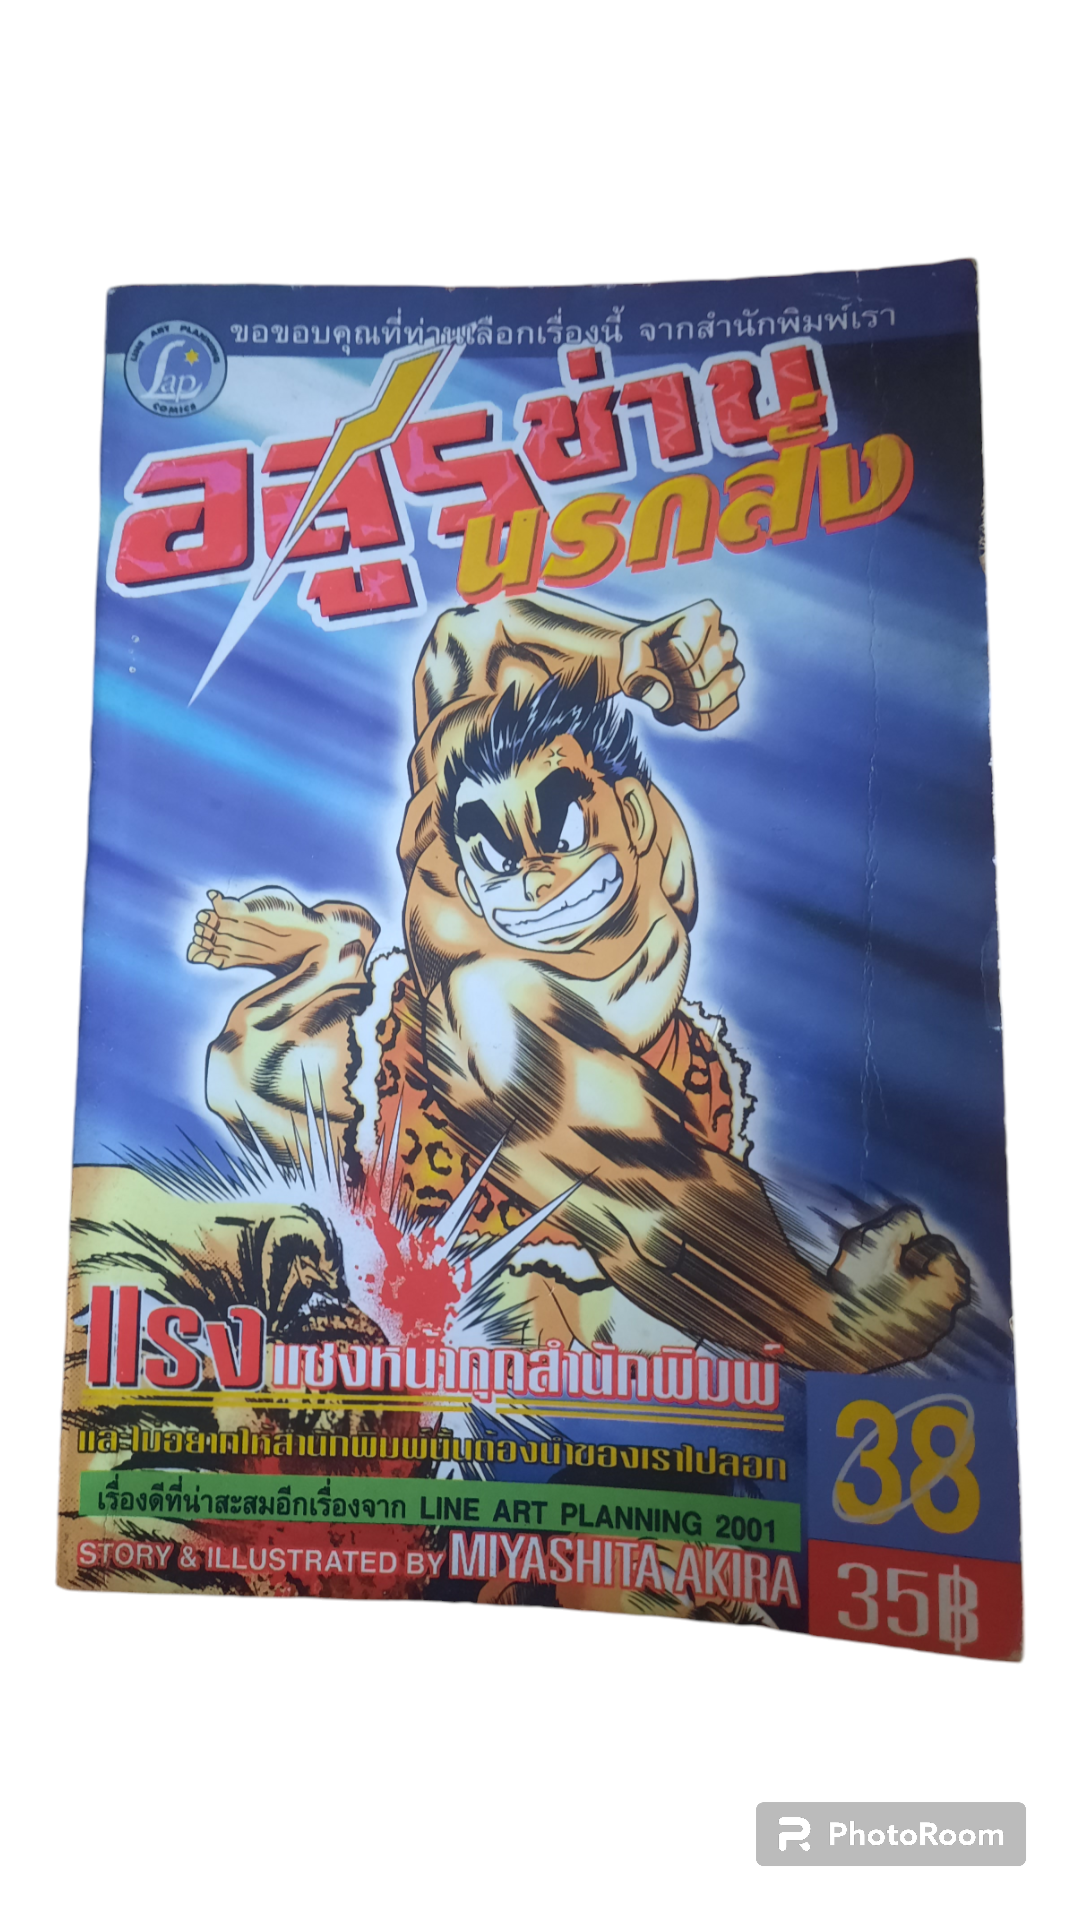 ขอขอบคุณที่ท่านเลือกเรื่องนี้ จากสำนักพิมพ์เรา
LINE ART PLANNING
Lap
COMICS
อสูรซ่าน
นรกสั่ง
แรง แซงหน้าทุกสำนักพิมพ์
และไม่อยากให้สำนักพิมพ์นั้นต้องนำของเราไปลอก
เรื่องดีที่น่าสะสมอีกเรื่องจาก LINE ART PLANNING 2001
STORY & ILLUSTRATED BY MIYASHITA AKIRA
38
35฿
PhotoRoom